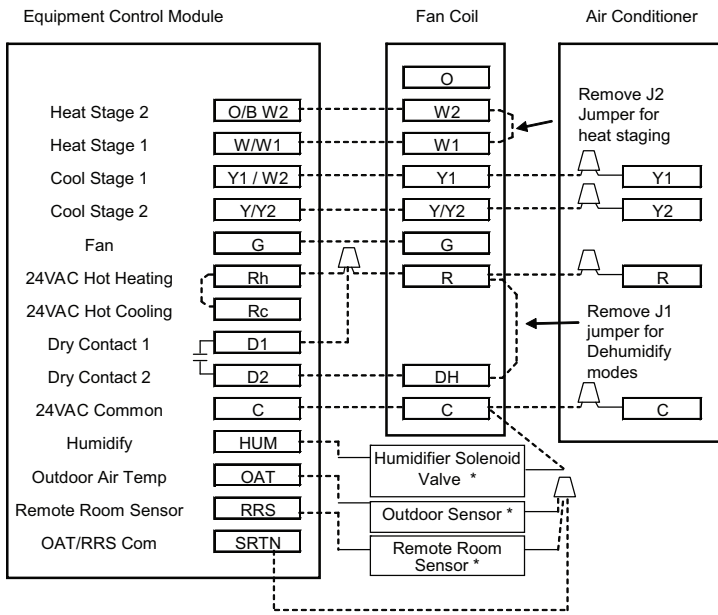 Equipment Control Module
Fan Coil
Air Conditioner
O
Heat Stage 2
O/B W2
W2
Remove J2
Jumper for
heat staging
Heat Stage 1
W/W1
W1
Cool Stage 1
Y1 / W2
Y1
Y1
Cool Stage 2
Y/Y2
Y/Y2
Y2
Fan
G
G
24VAC Hot Heating
Rh
R
R
24VAC Hot Cooling
Rc
Remove J1
jumper for
Dehumidify
modes
Dry Contact 1
D1
Dry Contact 2
D2
DH
24VAC Common
C
C
C
Humidify
HUM
Humidifier Solenoid
Valve *
Outdoor Air Temp
OAT
Outdoor Sensor *
Remote Room Sensor
RRS
Remote Room
Sensor *
OAT/RRS Com
SRTN